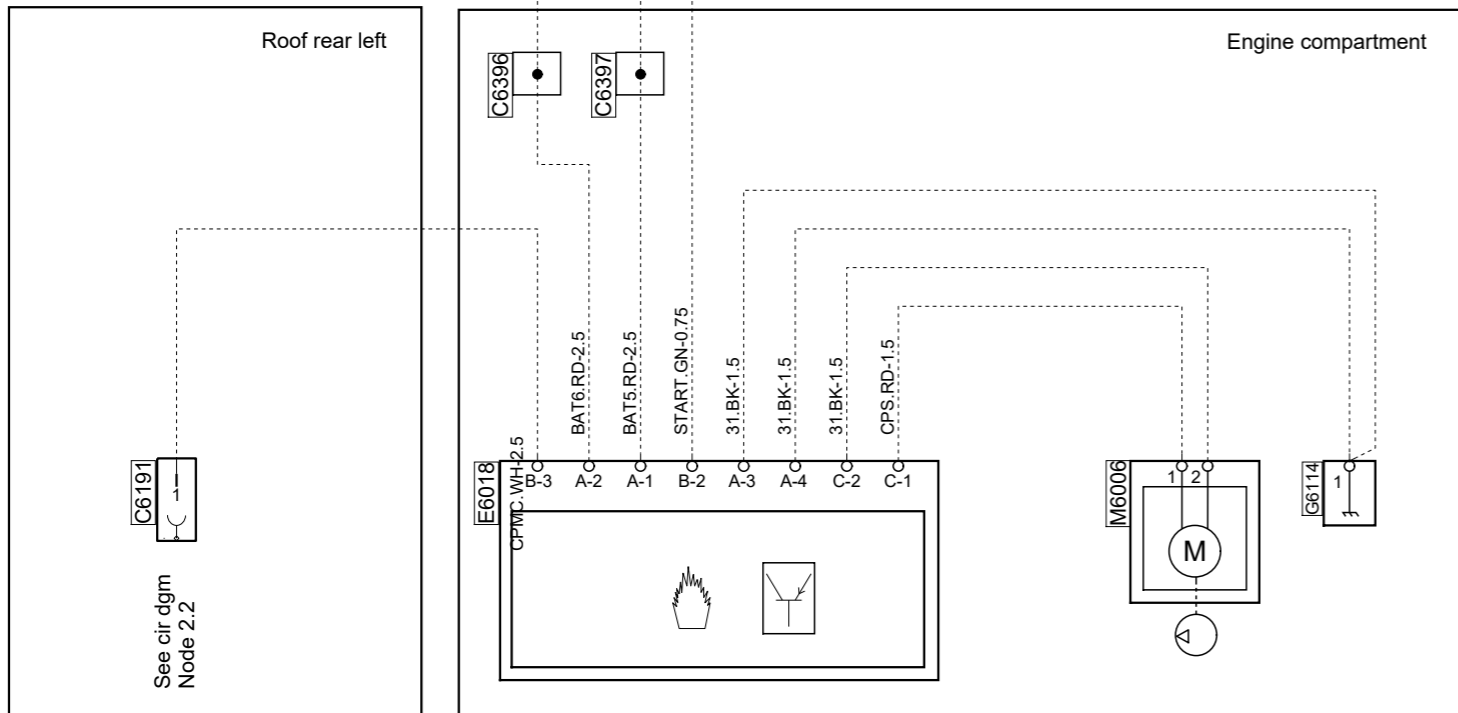 Roof rear left
Engine compartment
C6396
C6397
BAT6.RD-2.5
BAT5.RD-2.5
START.GN-0.75
31.BK-1.5
31.BK-1.5
31.BK-1.5
CPS.RD-1.5
CPMC.WH-2.5
C6191
1
See cir dgm
Node 2.2
E6018
B-3
A-2
A-1
B-2
A-3
A-4
C-2
C-1
M6006
1
2
M
G6114
1